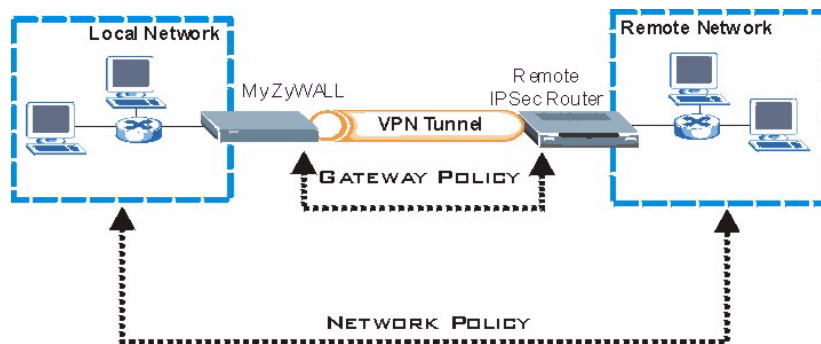 Local Network
Remote Network
MyZyWALL
Remote
IPSec Router
VPN Tunnel
GATEWAY POLICY
NETWORK POLICY